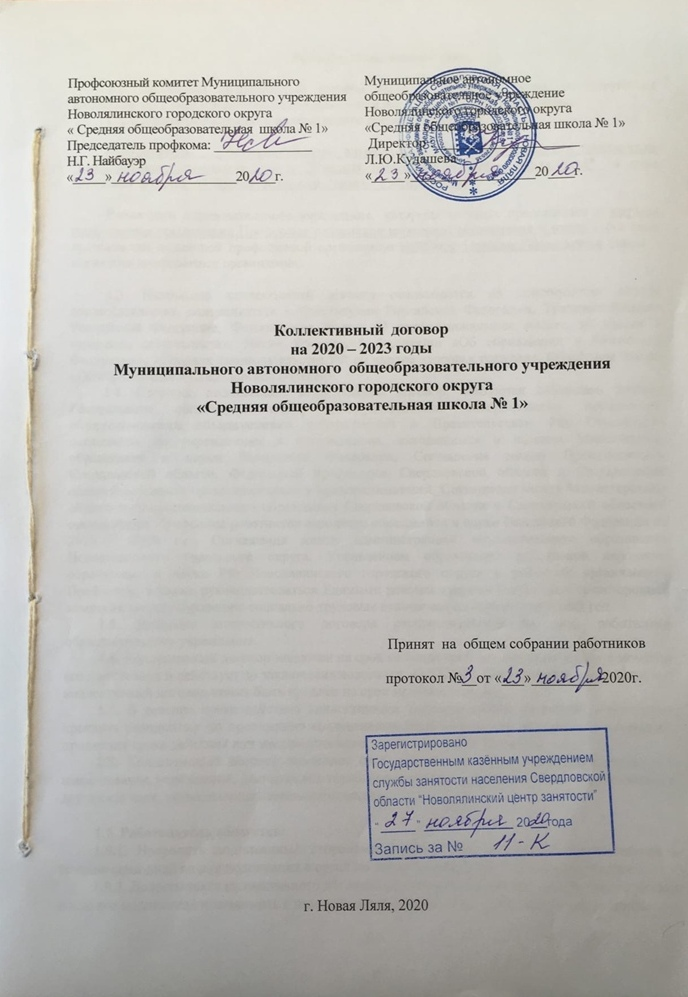 Профсоюзный комитет Муниципального
автономного общеобразовательного учреждения
Новолялинского городского округа
« Средняя общеобразовательная школа № 1»
Председатель профкома:
Н.Г. Найбауэр
«23» ноября 2020г.
Муниципальное автономное
общеобразовательное учреждение
Новолялинского городского округа
«Средняя общеобразовательная школа № 1»
Директор:
Л.Ю.Кудашева
«23» ноября 2020г.
Коллективный договор
на 2020 – 2023 годы
Муниципального автономного общеобразовательного учреждения
Новолялинского городского округа
«Средняя общеобразовательная школа № 1»
Принят на общем собрании работников
протокол №3 от «23» ноября 2020г.
Зарегистрировано
Государственным казённым учреждением
службы занятости населения Свердловской
области "Новолялинский центр занятости"
"27" ноября 2020 года
Запись за № 11-К
г. Новая Ляля, 2020